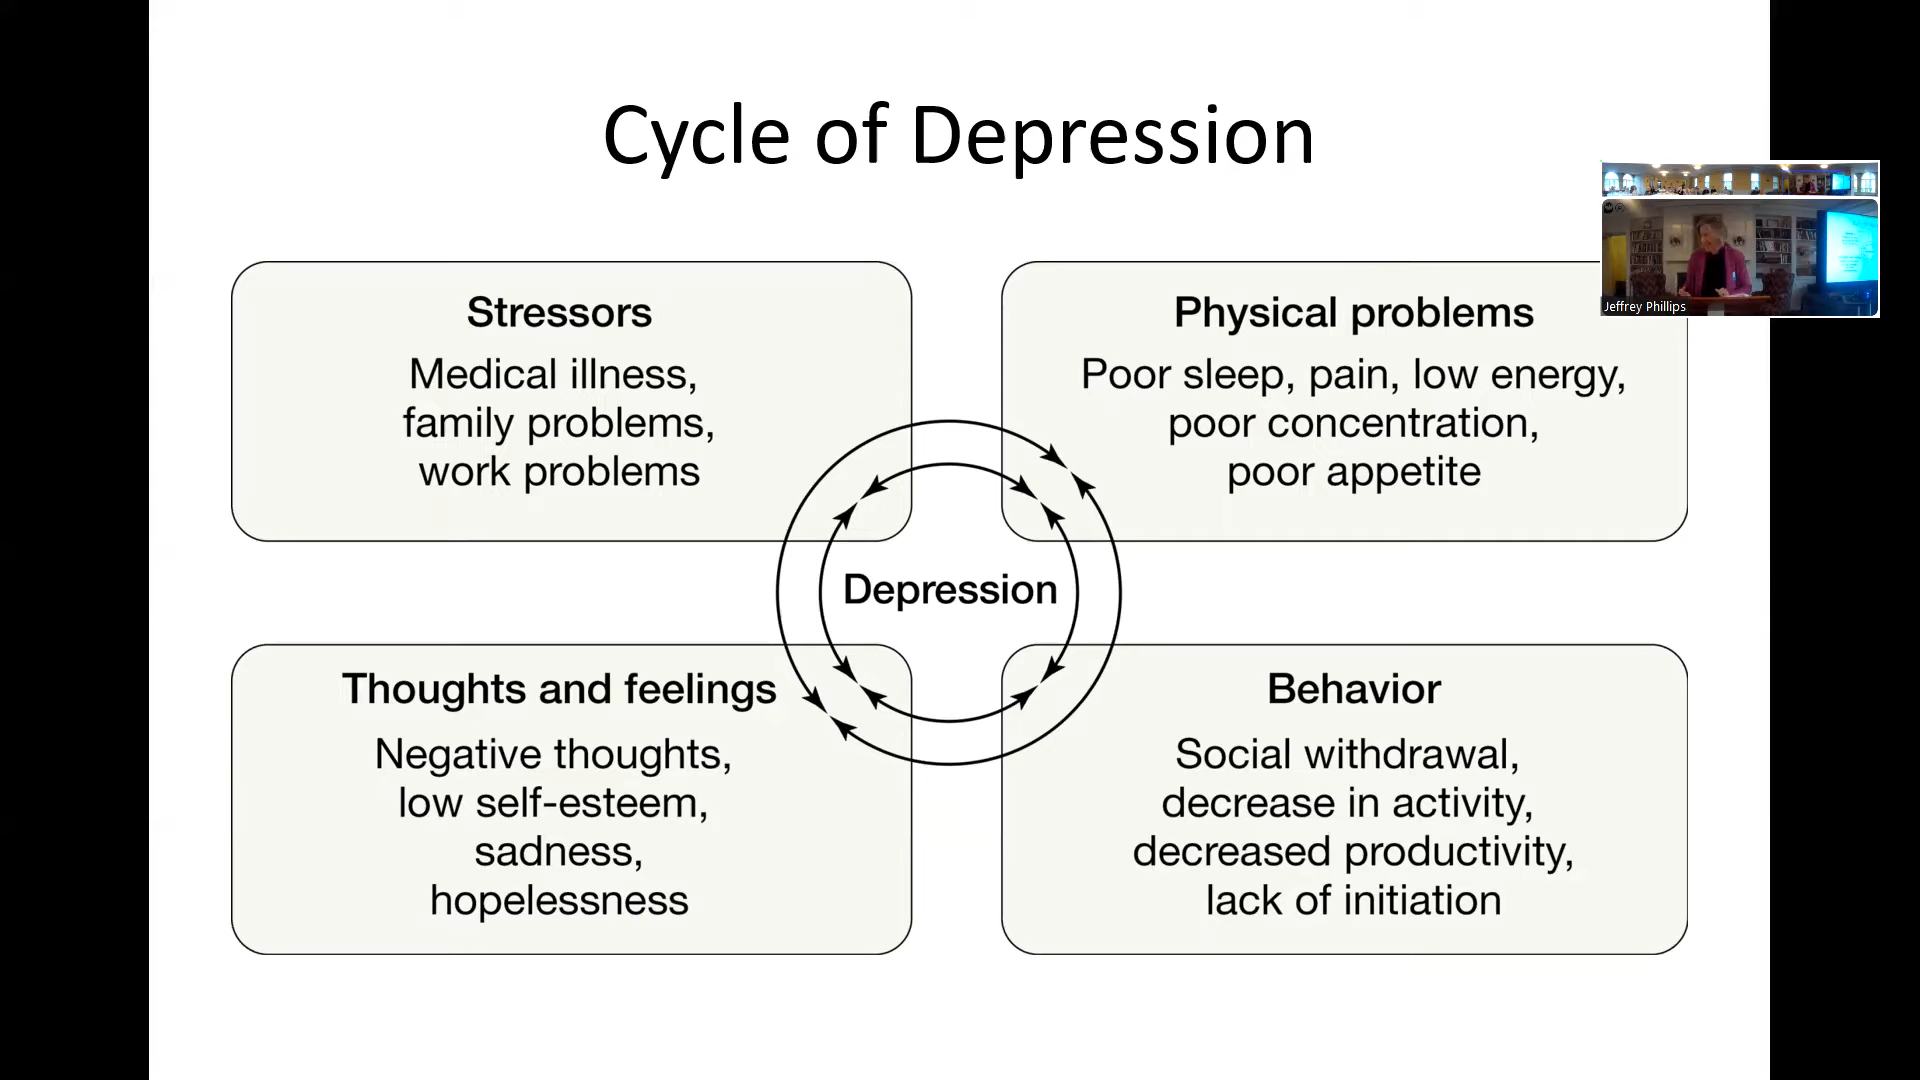 Cycle of Depression
Stressors
Medical illness,
family problems,
work problems
Physical problems
Poor sleep, pain, low energy,
poor concentration,
poor appetite
Depression
Thoughts and feelings
Negative thoughts,
low self-esteem,
sadness,
hopelessness
Behavior
Social withdrawal,
decrease in activity,
decreased productivity,
lack of initiation
Jeffrey Phillips